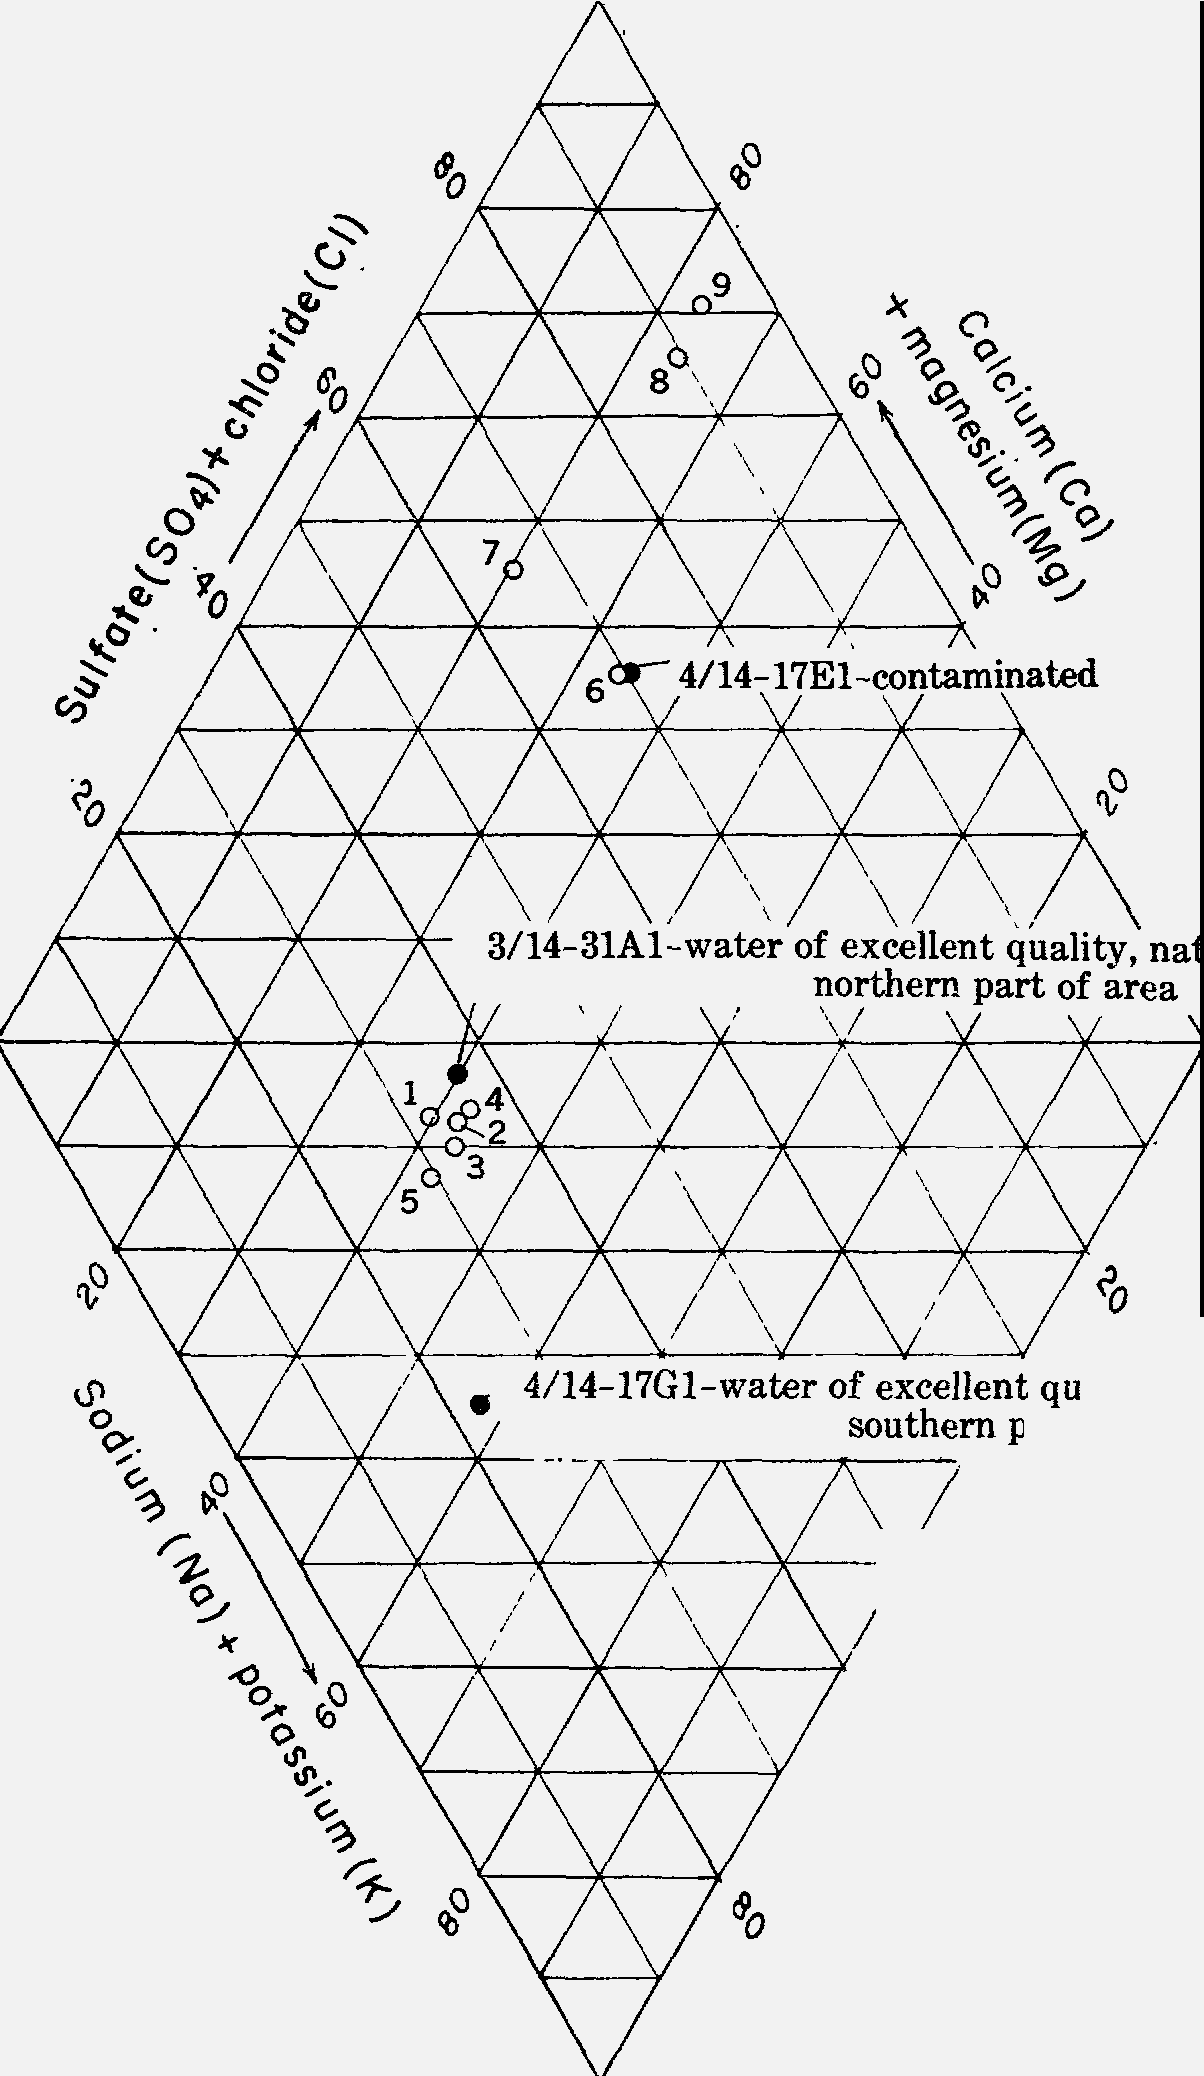 80
80
Sulfate(SO4)+chloride(Cl)
Calcium(Ca)
+ magnesium(Mg)
9
8
60
60
7
40
40
6
4/14-17E1-contaminated
20
20
3/14-31A1-water of excellent quality, nat
northern part of area
1
4
2
3
5
20
20
4/14-17G1-water of excellent qu
southern p
Sodium (Na) + potassium(K)
40
60
80
80